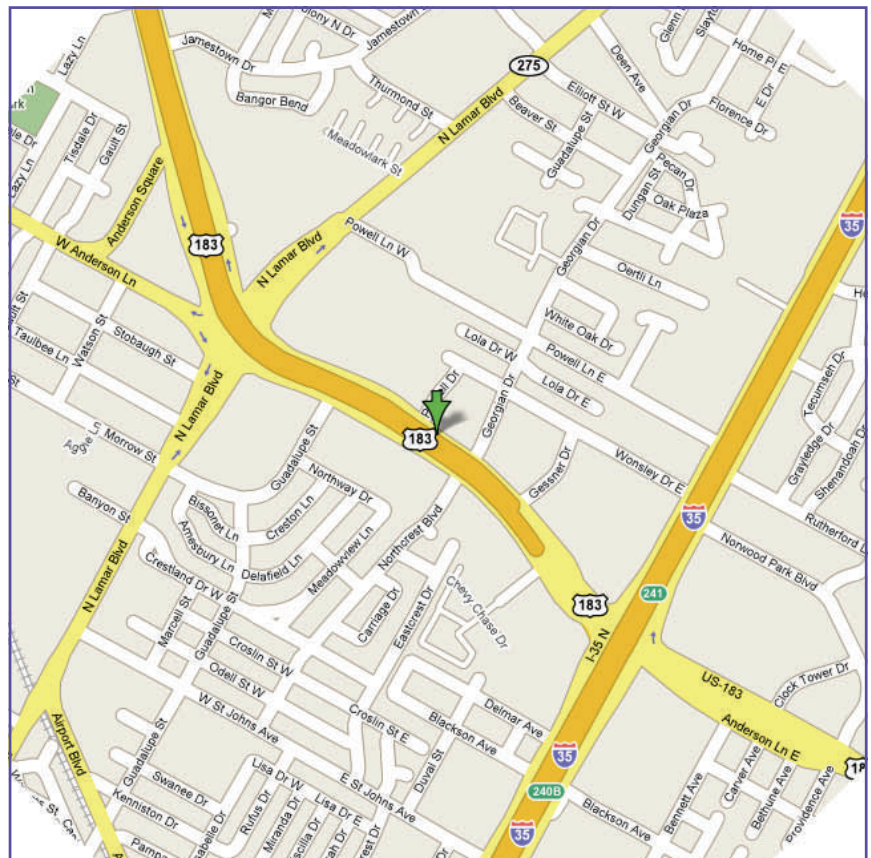 Lazy Ln
Jamestown Dr
Jamestown
Bangor Bend
Thurmond St
Meadowlark St
N Lamar Blvd
275
Beaver St
Elliott St W
Deen Ave
Guadalupe St
Georgian Dr
Florence Dr
Home Pl
E Dr
Glenn
Pecan Dr
Dungan St
Oak Plaza
Tisdale Dr
Gault St
Lazy Ln
Anderson Square
183
W Anderson Ln
N Lamar Blvd
Powell Ln W
Georgian Dr
Oertli Ln
35
Watson St
Stobaugh St
Taulbee Ln
White Oak Dr
Lola Dr W
Powell Ln E
Lola Dr E
Georgian Dr
N Lamar Blvd
183
Morrow St
Guadalupe St
Northway Dr
Gessner Dr
Wonsley Dr E
Tecumseh Dr
Grayledge Dr
Shenandoah Dr
Rutherford L
35
Norwood Park Blvd
Banyon St
Bissonet Ln
Creston Ln
Amesbury Ln
Delafield Ln
Meadowview Ln
Northcrest Blvd
Crestland Dr W
N Lamar Blvd
Marcell St
Guadalupe St
Carriage Dr
Eastcrest Dr
Chevy Chase Dr
183
241
I-35 N
US-183
Clock Tower Dr
Anderson Ln E
Croslin St W
Odell St W
W St Johns Ave
Croslin St E
Delmar Ave
Blackson Ave
Duval St
Airport Blvd
Guadalupe St
Swanee Dr
Kenniston Dr
Rufus Dr
Lisa Dr W
Miranda Dr
Lisa Dr E
E St Johns Ave
35
240B
Blackson Ave
Bennett Ave
Carver Ave
Bethune Ave
Providence Ave
35